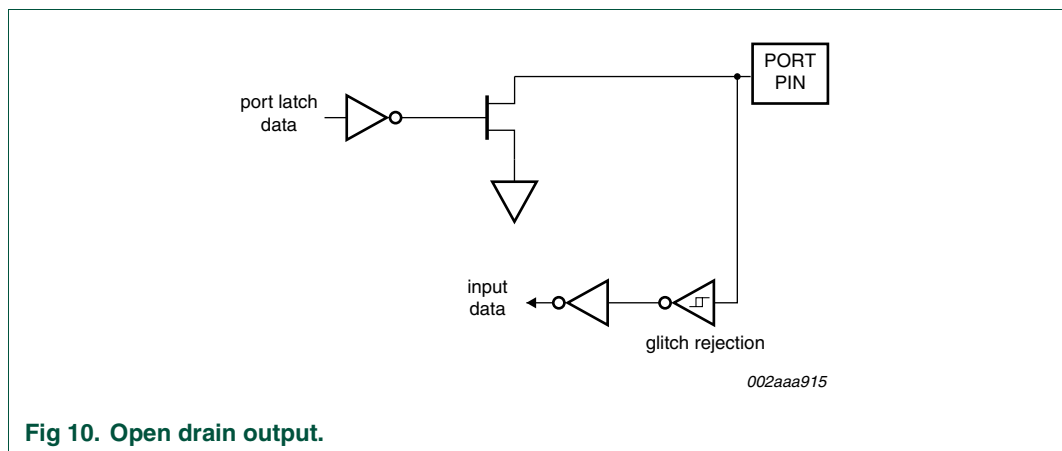 PORT
PIN
port latch
data
input
data
glitch rejection
002aaa915
Fig 10. Open drain output.